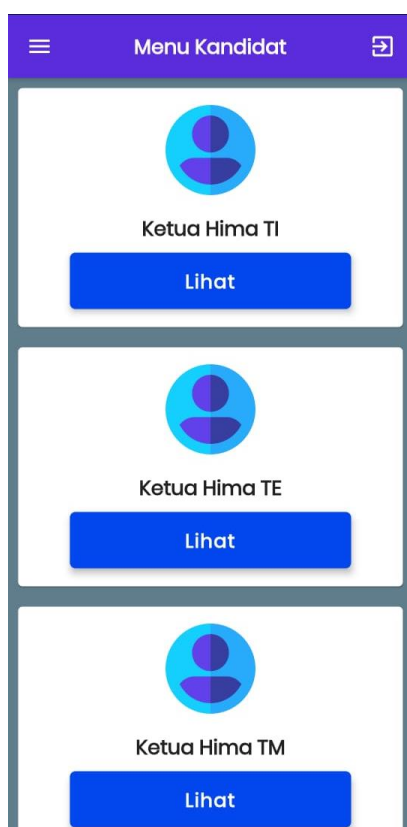 Menu Kandidat
Ketua Hima TI
Lihat
Ketua Hima TE
Lihat
Ketua Hima TM
Lihat